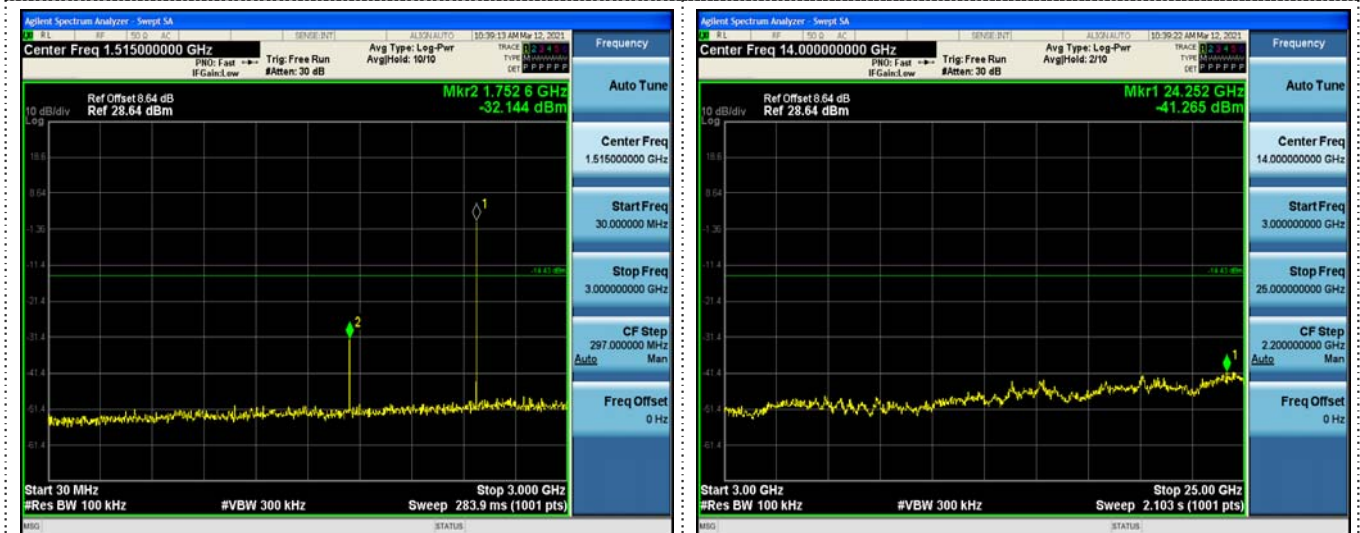 Agilent Spectrum Analyzer - Swept SA
RL RF 50 Ω AC SENSE:INT ALIGNAUTO 10:39:13 AM Mar 12, 2021
Center Freq 1.515000000 GHz
PNO: Fast
IFGain:Low
Trig: Free Run
#Atten: 30 dB
Avg Type: Log-Pwr
Avg|Hold: 10/10
TRACE 1 2 3 4 5 6
TYPE
DET P P P P P P
Ref Offset 8.64 dB
10 dB/div Ref 28.64 dBm
Log
Mkr2 1.752 6 GHz
-32.144 dBm
18.6
8.64
-1.36
-11.4
-21.4
-31.4
-41.4
-51.4
-61.4
1
2
-14.43 dBm
Start 30 MHz
Stop 3.000 GHz
#Res BW 100 kHz
#VBW 300 kHz
Sweep 283.9 ms (1001 pts)
MSG
STATUS
Frequency
Auto Tune
Center Freq
1.515000000 GHz
Start Freq
30.000000 MHz
Stop Freq
3.000000000 GHz
CF Step
297.000000 MHz
Auto Man
Freq Offset
0 Hz
Agilent Spectrum Analyzer - Swept SA
RL RF 50 Ω AC SENSE:INT ALIGNAUTO 10:39:22 AM Mar 12, 2021
Center Freq 14.000000000 GHz
PNO: Fast
IFGain:Low
Trig: Free Run
#Atten: 30 dB
Avg Type: Log-Pwr
Avg|Hold: 2/10
TRACE 1 2 3 4 5 6
TYPE
DET P P P P P P
Ref Offset 8.64 dB
10 dB/div Ref 28.64 dBm
Log
Mkr1 24.252 GHz
-41.265 dBm
18.6
8.64
-1.36
-11.4
-21.4
-31.4
-41.4
-51.4
-61.4
1
-14.43 dBm
Start 3.00 GHz
Stop 25.00 GHz
#Res BW 100 kHz
#VBW 300 kHz
Sweep 2.103 s (1001 pts)
MSG
STATUS
Frequency
Auto Tune
Center Freq
14.000000000 GHz
Start Freq
3.000000000 GHz
Stop Freq
25.000000000 GHz
CF Step
2.200000000 GHz
Auto Man
Freq Offset
0 Hz